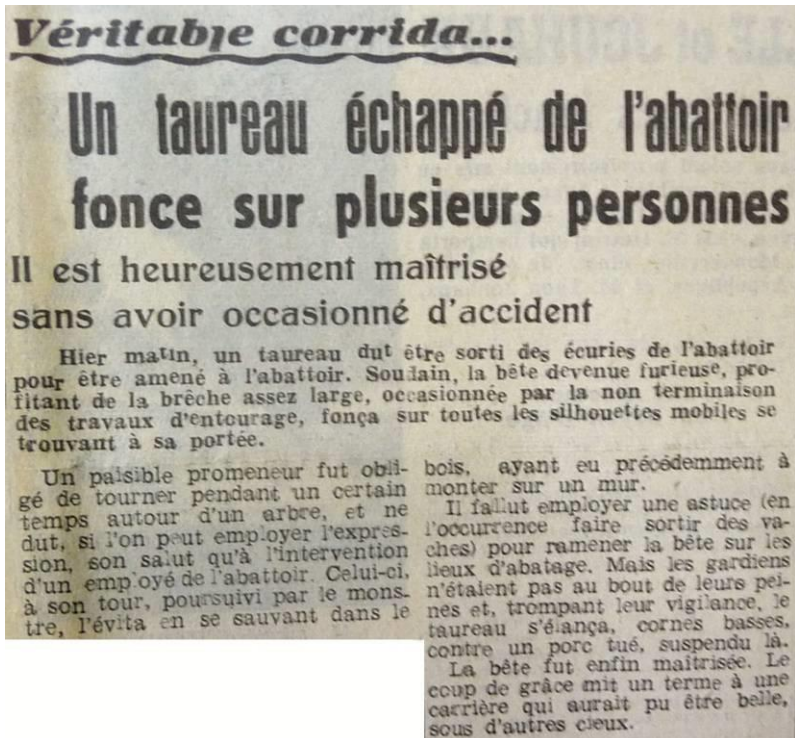 Véritable corrida...
Un taureau échappé de l'abattoir
fonce sur plusieurs personnes
Il est heureusement maîtrisé
sans avoir occasionné d'accident
Hier matin, un taureau dut être sorti des écuries de l'abattoir
pour être amené à l'abattoir. Soudain, la bête devenue furieuse, pro-
fitant de la brêche assez large, occasionnée par la non terminaison
des travaux d'entourage, fonça sur toutes les silhouettes mobiles se
trouvant à sa portée.
Un paisible promeneur fut obli-
gé de tourner pendant un certain
temps autour d'un arbre, et ne
dut, si l'on peut employer l'expres-
sion, son salut qu'à l'intervention
d'un employé de l'abattoir. Celui-ci,
à son tour, poursuivi par le mons-
tre, l'évita en se sauvant dans le
bois, ayant eu précédemment à
monter sur un mur.
Il fallut employer une astuce (en
l'occurrence faire sortir des va-
ches) pour ramener la bête sur les
lieux d'abatage. Mais les gardiens
n'étaient pas au bout de leurs pei-
nes et, trompant leur vigilance, le
taureau s'élança, cornes basses,
contre un porc tué, suspendu là.
La bête fut enfin maîtrisée. Le
coup de grâce mit un terme à une
carrière qui aurait pu être belle,
sous d'autres cieux.